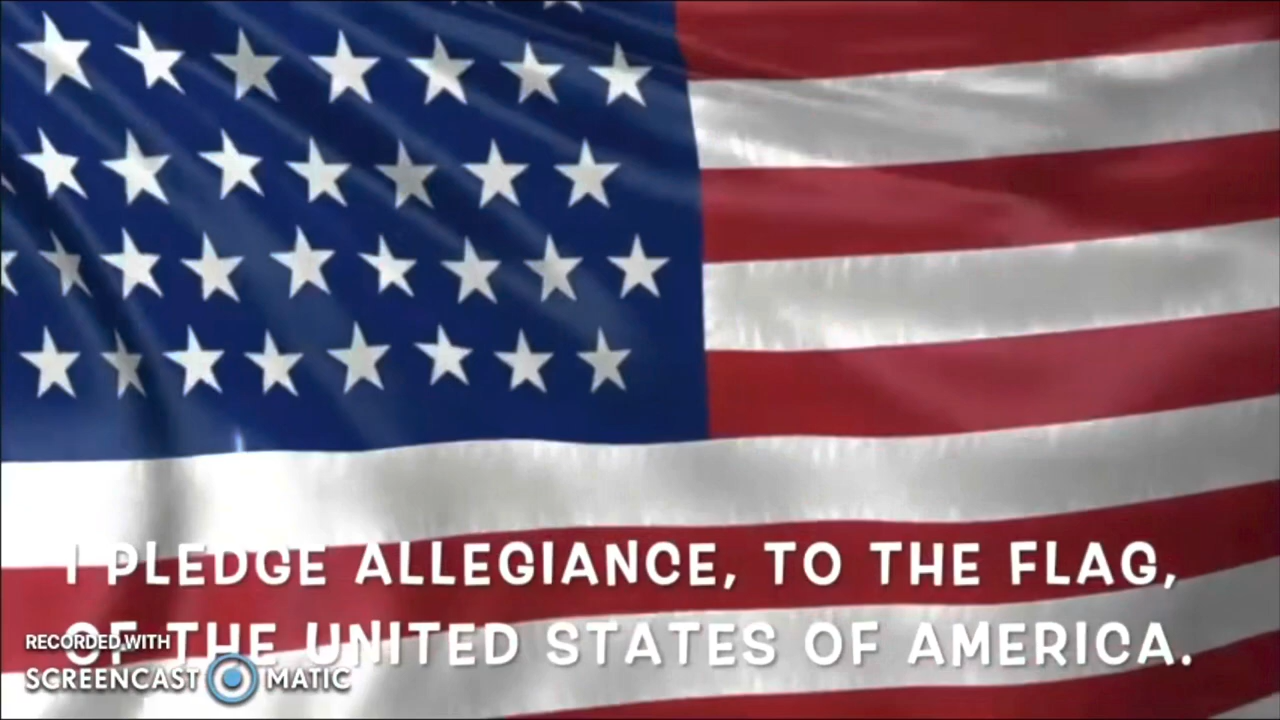 I PLEDGE ALLEGIANCE, TO THE FLAG,
OF THE UNITED STATES OF AMERICA.
RECORDED WITH
SCREENCAST MATIC